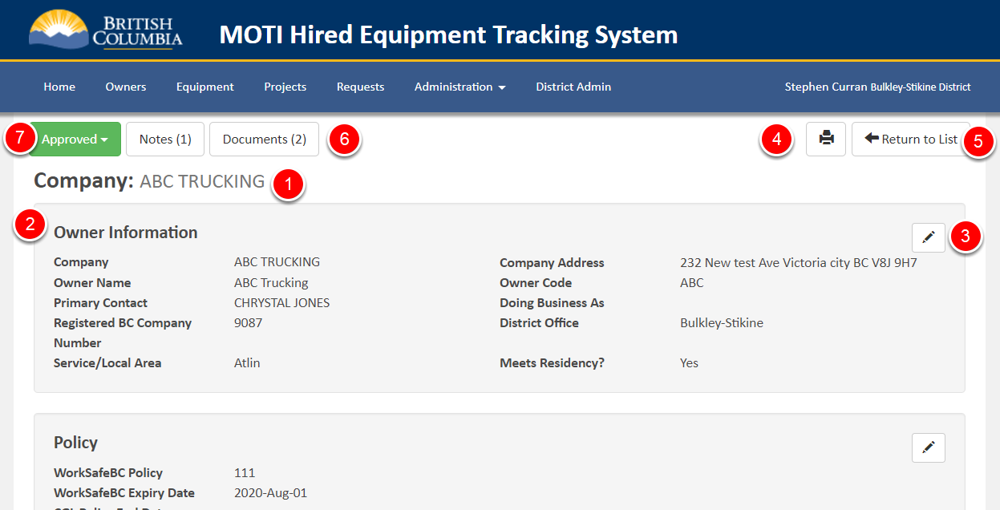 BRITISH
COLUMBIA
MOTI Hired Equipment Tracking System
Home Owners Equipment Projects Requests Administration District Admin Stephen Curran Bulkley-Stikine District
7 Approved Notes (1) Documents (2) 6 4 Return to List 5
Company: ABC TRUCKING 1
2
Owner Information
3
Company ABC TRUCKING Company Address 232 New test Ave Victoria city BC V8J 9H7
Owner Name ABC Trucking Owner Code ABC
Primary Contact CHRYSTAL JONES Doing Business As
Registered BC Company 9087 District Office Bulkley-Stikine
Number
Service/Local Area Atlin Meets Residency? Yes
Policy
WorkSafeBC Policy 111
WorkSafeBC Expiry Date 2020-Aug-01